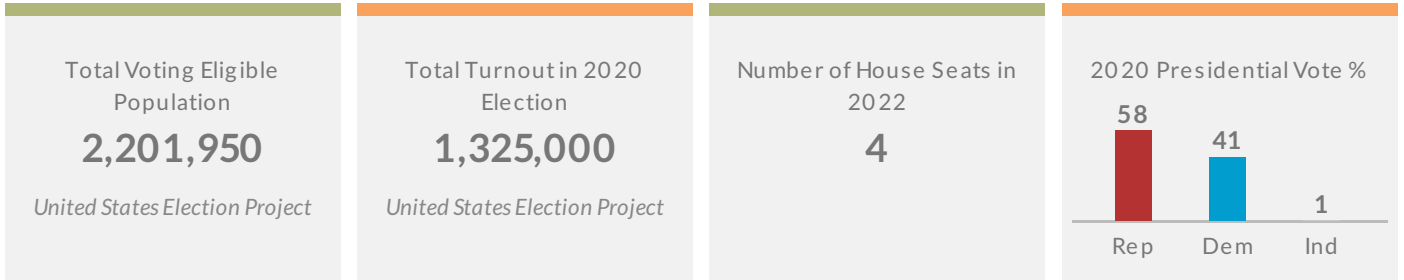 Total Voting Eligible
Population
2,201,950
United States Election Project
Total Turnout in 2020
Election
1,325,000
United States Election Project
Number of House Seats in
2022
4
2020 Presidential Vote %
58
41
1
Rep
Dem
Ind